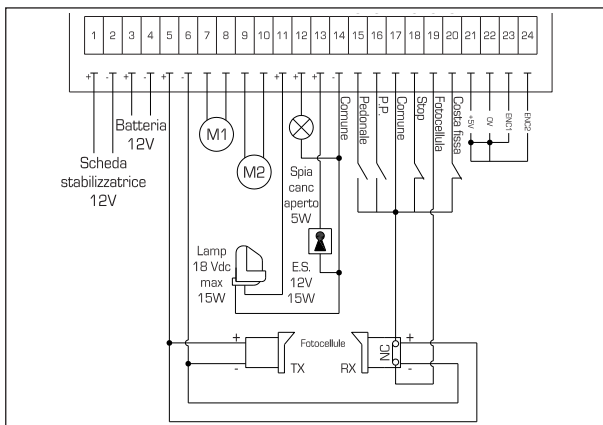 1 2 3 4 5 6 7 8 9 10 11 12 13 14 15 16 17 18 19 20 21 22 23 24
+ - + - + - + + + -
Comune
Pedonale
P.P.
Comune
Stop
Fotocellula
Costa fissa
+5V
0V
ENC1
ENC2
Batteria
12V
Scheda
stabilizzatrice
12V
M1
M2
Spia
canc
aperto
5W
Lamp
18 Vdc
max
15W
E.S.
12V
15W
+
-
Fotocellule
TX
RX
NC
+
-